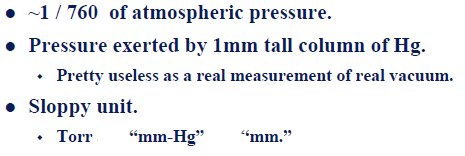 • ~1 / 760 of atmospheric pressure.
• Pressure exerted by 1mm tall column of Hg.
• Pretty useless as a real measurement of real vacuum.
• Sloppy unit.
• Torr “mm-Hg” “mm.”